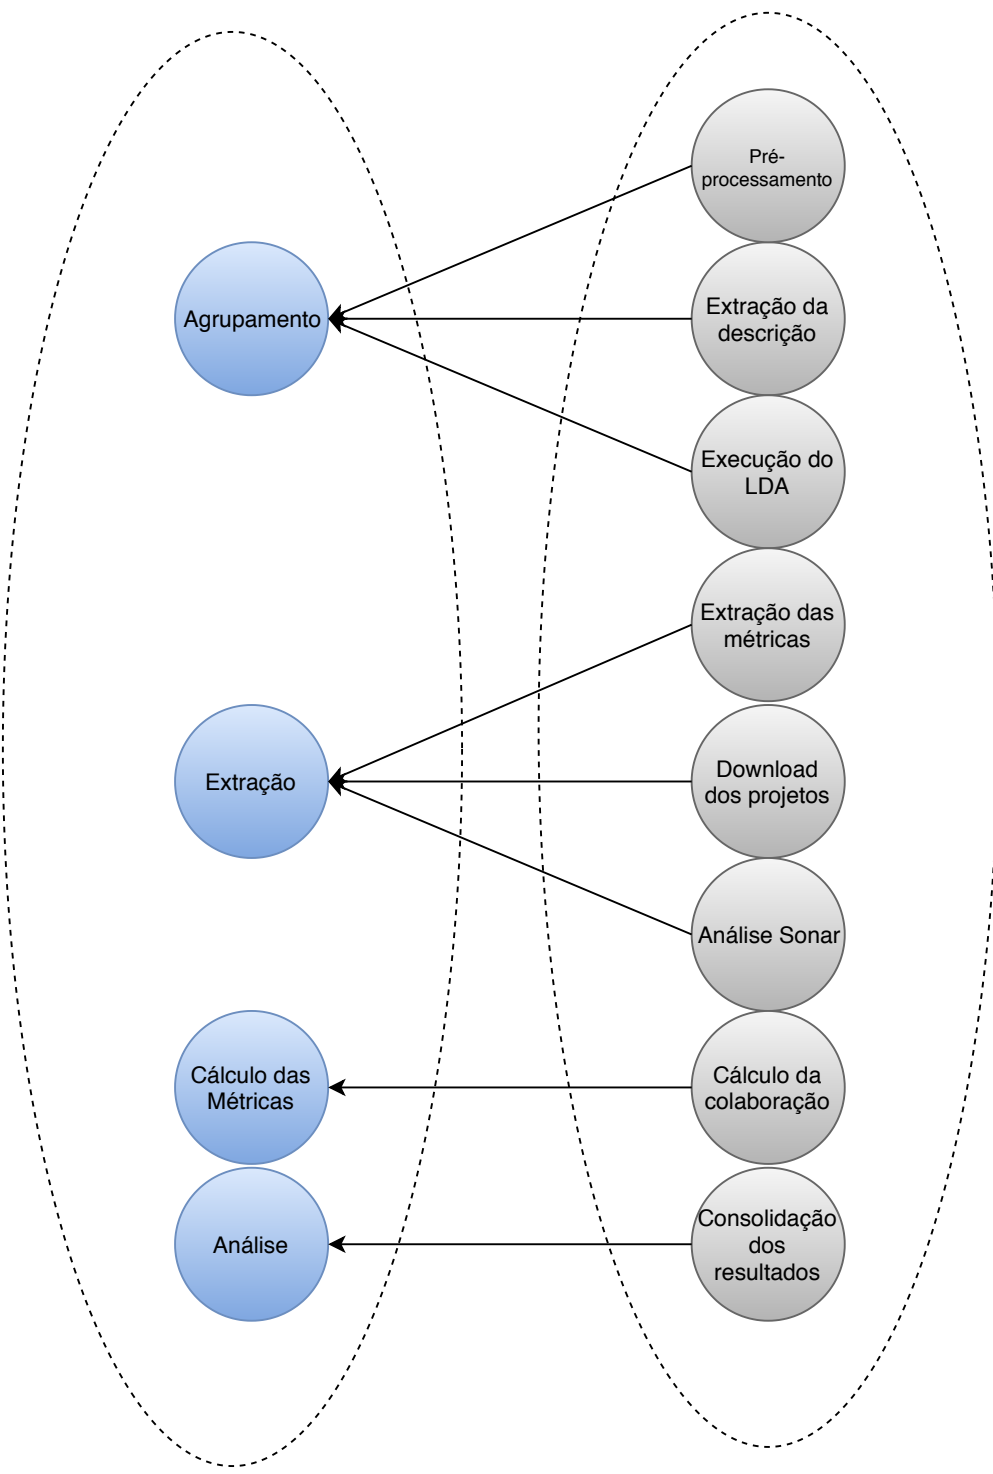 Pré-
processamento
Agrupamento
Extração da
descrição
Execução do
LDA
Extração das
métricas
Extração
Download
dos projetos
Análise Sonar
Cálculo das
Métricas
Cálculo da
colaboração
Análise
Consolidação
dos
resultados